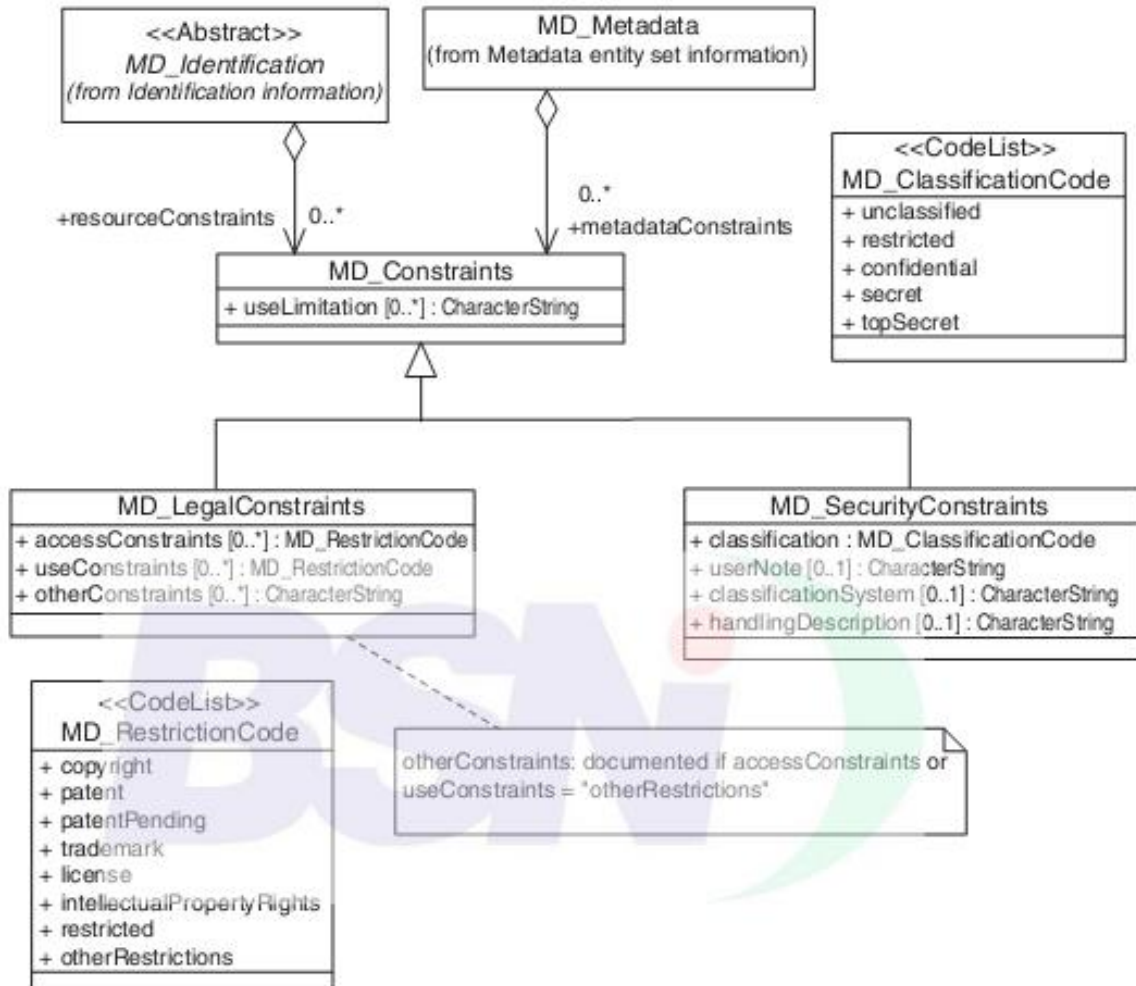 <<Abstract>>
MD_Identification
(from Identification information)
MD_Metadata
(from Metadata entity set information)
+resourceConstraints
0..*
0..*
+metadataConstraints
<<CodeList>>
MD_ClassificationCode
+ unclassified
+ restricted
+ confidential
+ secret
+ topSecret
MD_Constraints
+ useLimitation [0..*] : CharacterString
MD_LegalConstraints
+ accessConstraints [0..*] : MD_RestrictionCode
+ useConstraints [0..*] : MD_RestrictionCode
+ otherConstraints [0..*] : CharacterString
MD_SecurityConstraints
+ classification : MD_ClassificationCode
+ userNote [0..1] : CharacterString
+ classificationSystem [0..1] : CharacterString
+ handlingDescription [0..1] : CharacterString
<<CodeList>>
MD_RestrictionCode
+ copyright
+ patent
+ patentPending
+ trademark
+ license
+ intellectualPropertyRights
+ restricted
+ otherRestrictions
otherConstraints: documented if accessConstraints or
useConstraints = "otherRestrictions"
BSNi